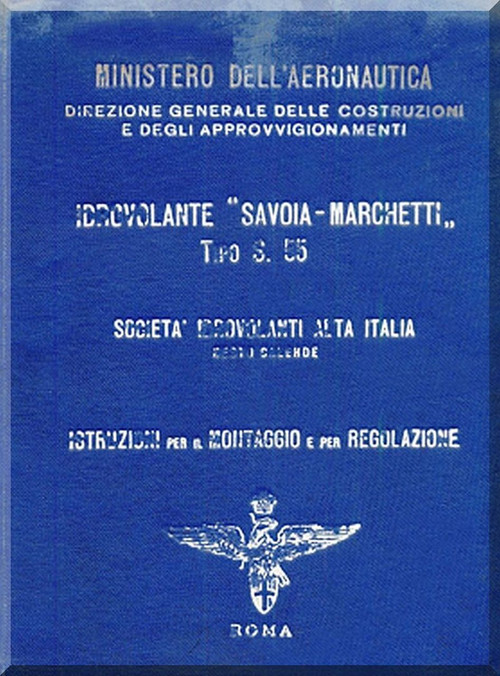 MINISTERO DELL'AERONAUTICA
DIREZIONE GENERALE DELLE COSTRUZIONI
E DEGLI APPROVVIGIONAMENTI
IDROVOLANTE "SAVOIA-MARCHETTI„
TIPO S. 55
SOCIETA' IDROVOLANTI ALTA ITALIA
SESTO CALENDE
ISTRUZIONI PER IL MONTAGGIO E PER REGOLAZIONE
ROMA